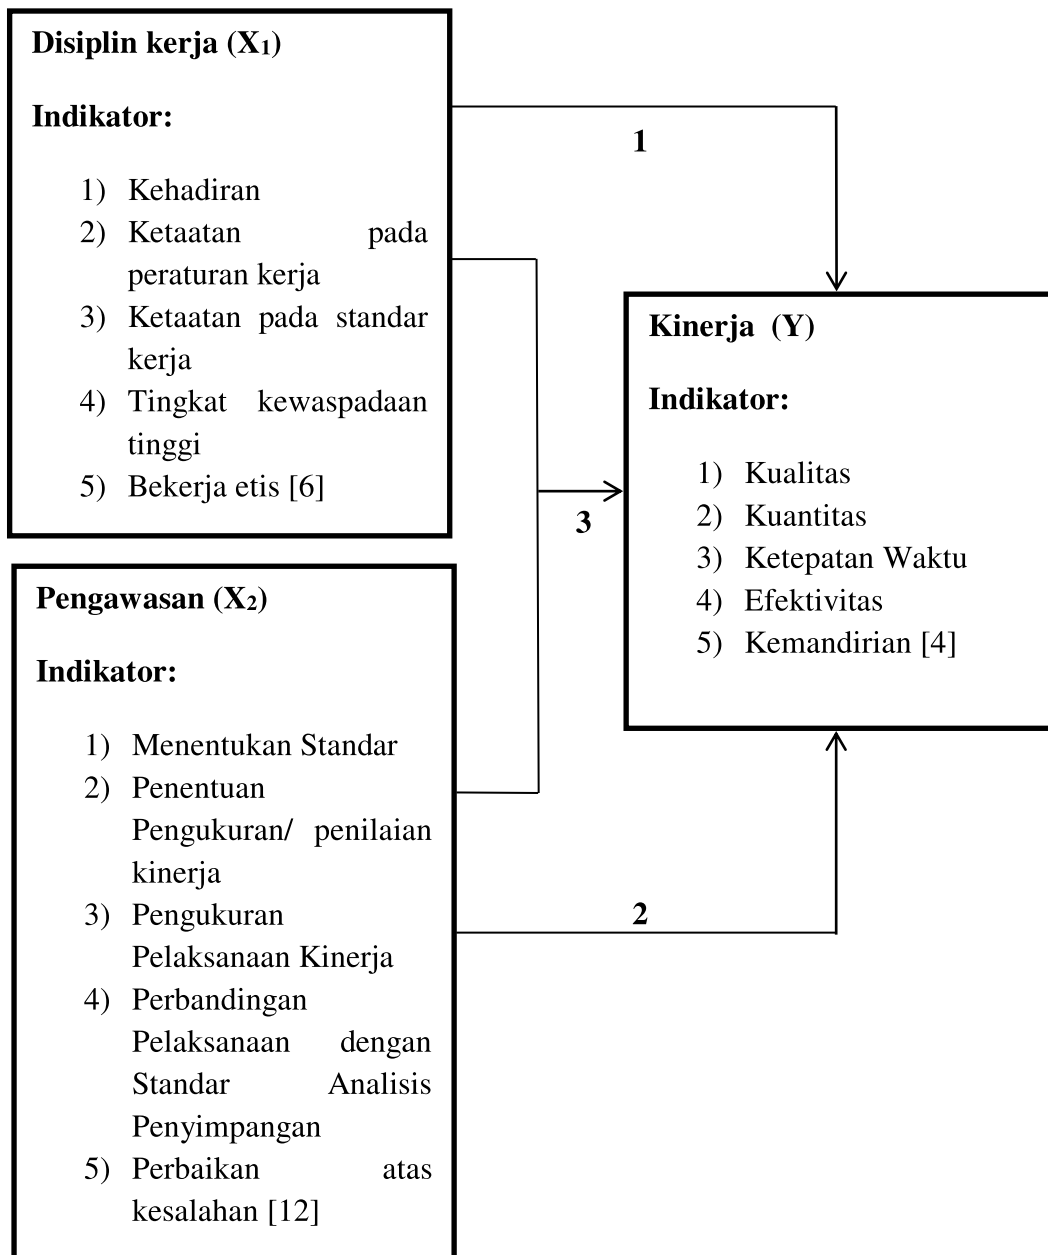 Disiplin kerja (X₁)
Indikator:
1) Kehadiran
2) Ketaatan pada
peraturan kerja
3) Ketaatan pada standar
kerja
4) Tingkat kewaspadaan
tinggi
5) Bekerja etis [6]
1
3
Kinerja (Y)
Indikator:
1) Kualitas
2) Kuantitas
3) Ketepatan Waktu
4) Efektivitas
5) Kemandirian [4]
Pengawasan (X₂)
Indikator:
1) Menentukan Standar
2) Penentuan
Pengukuran/ penilaian
kinerja
3) Pengukuran
Pelaksanaan Kinerja
4) Perbandingan
Pelaksanaan dengan
Standar Analisis
Penyimpangan
5) Perbaikan atas
kesalahan [12]
2